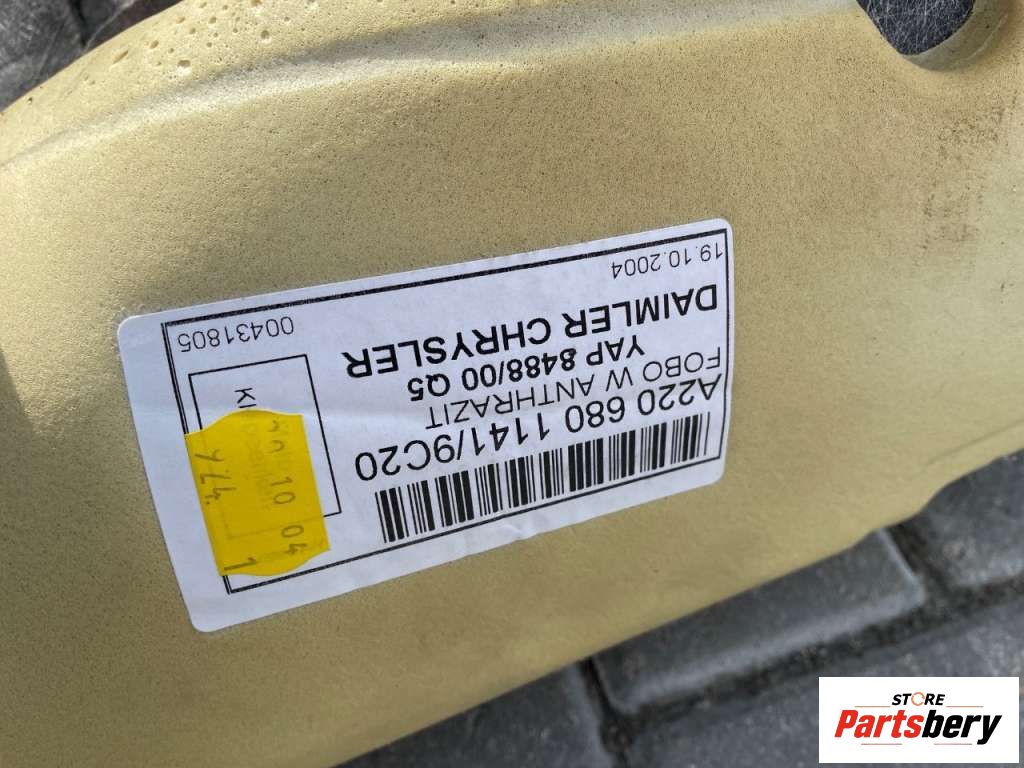 A220 680 1141/9C20
FOBO W ANTHRAZIT
YAP 8488/00 Q5
DAIMLER CHRYSLER
19.10.2004
00431805
10 04 1
744
STORE
Partsbery